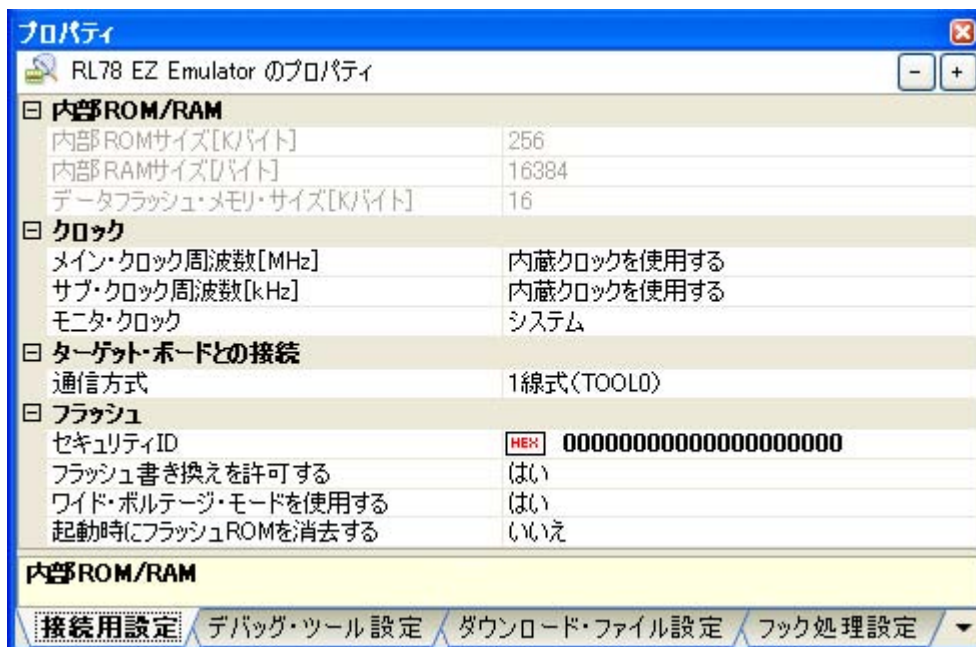 プロパティ
RL78 EZ Emulator のプロパティ
- +
内部ROM/RAM
内部ROMサイズ[Kバイト] 256
内部RAMサイズ[バイト] 16384
データフラッシュ・メモリ・サイズ[Kバイト] 16
クロック
メイン・クロック周波数[MHz] 内蔵クロックを使用する
サブ・クロック周波数[kHz] 内蔵クロックを使用する
モニタ・クロック システム
ターゲット・ボードとの接続
通信方式 1線式(TOOL0)
フラッシュ
セキュリティID HEX 00000000000000000000
フラッシュ書き換えを許可する はい
ワイド・ボルテージ・モードを使用する はい
起動時にフラッシュROMを消去する いいえ
内部ROM/RAM
接続用設定 デバッグ・ツール設定 ダウンロード・ファイル設定 フック処理設定